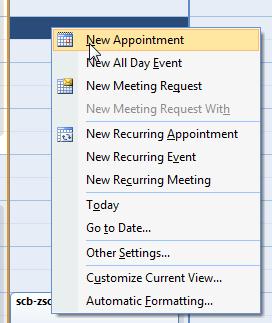 New Appointment
New All Day Event
New Meeting Request
New Meeting Request With
New Recurring Appointment
New Recurring Event
New Recurring Meeting
Today
Go to Date...
Other Settings...
Customize Current View...
Automatic Formatting...
scb-zsc